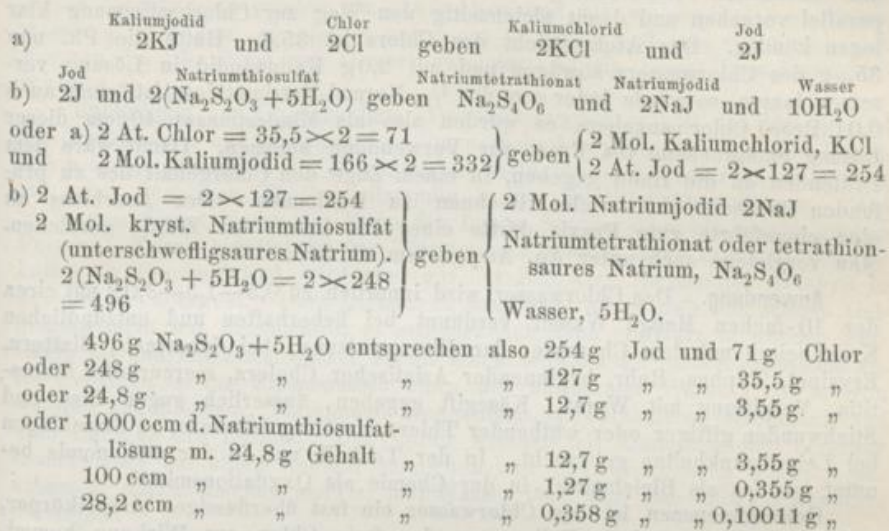 Kaliumjodid Chlor Kaliumchlorid Jod
a) 2KJ und 2Cl geben 2KCl und 2J
Jod Natriumthiosulfat Natriumtetrathionat Natriumjodid Wasser
b) 2J und 2(Na₂S₂O₃+5H₂O) geben Na₂S₄O₆ und 2NaJ und 10H₂O
oder a) 2 At. Chlor = 35,5×2 = 71 } geben { 2 Mol. Kaliumchlorid, KCl
und 2 Mol. Kaliumjodid = 166 × 2 = 332 } geben { 2 At. Jod = 2×127 = 254
b) 2 At. Jod = 2×127 = 254
2 Mol. kryst. Natriumthiosulfat
(unterschwefligsaures Natrium).
2(Na₂S₂O₃ + 5H₂O = 2×248
= 496
} geben {
2 Mol. Natriumjodid 2NaJ
Natriumtetrathionat oder tetrathion-
saures Natrium, Na₂S₄O₆
Wasser, 5H₂O.
496 g Na₂S₂O₃+5H₂O entsprechen also 254 g Jod und 71 g Chlor
oder 248 g „ „ „ „ 127 g „ „ 35,5 g „
oder 24,8 g „ „ „ „ 12,7 g „ „ 3,55 g „
oder 1000 ccm d. Natriumthiosulfat-
lösung m. 24,8 g Gehalt „ „ 12,7 g „ „ 3,55 g „
100 ccm „ „ „ „ 1,27 g „ „ 0,355 g „
28,2 ccm „ „ „ „ 0,358 g „ „ 0,10011 g „